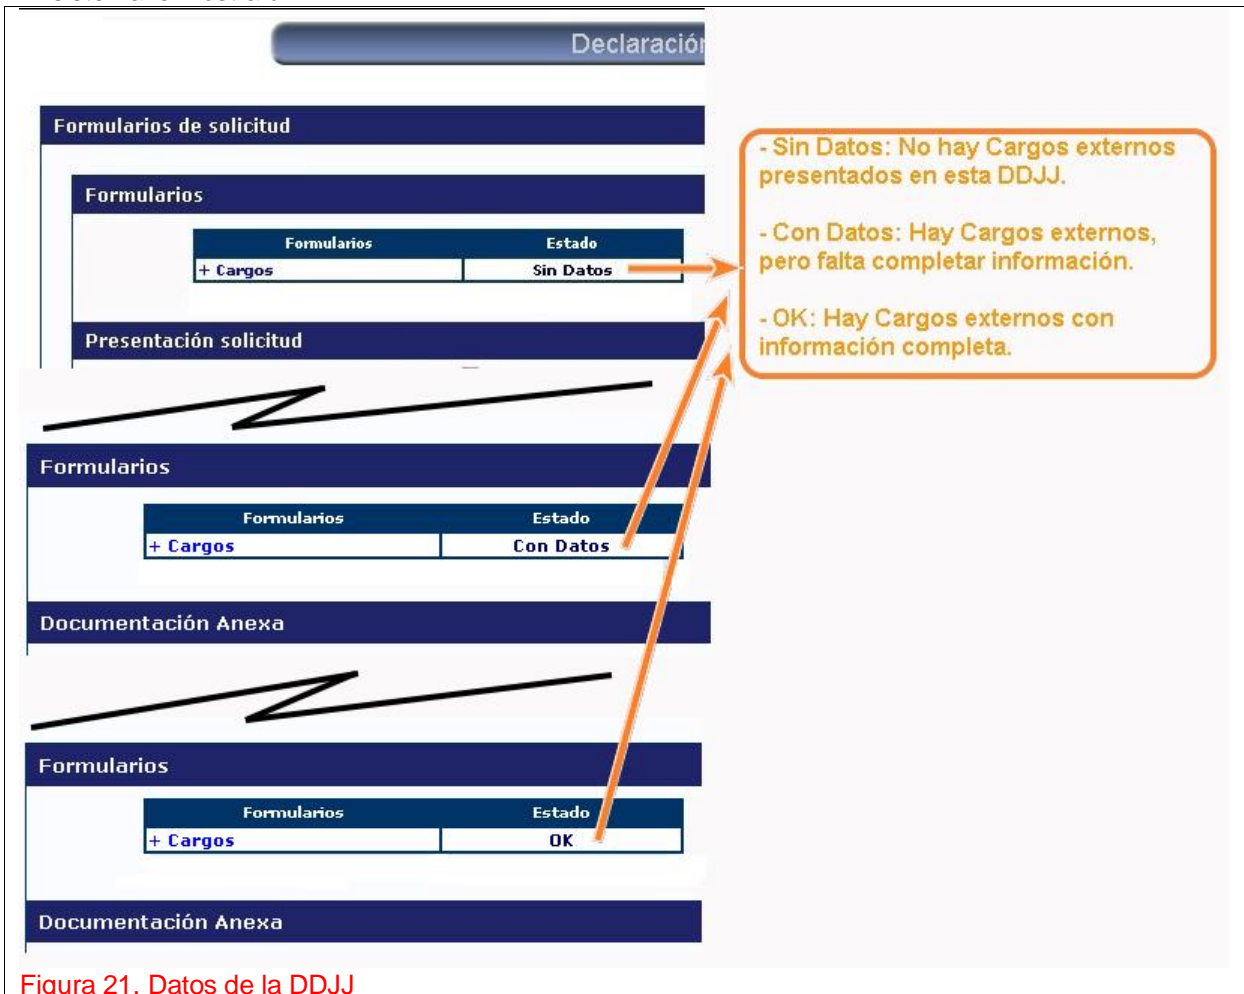 Declaración
Formularios de solicitud
Formularios
Formularios Estado
+ Cargos Sin Datos
Presentación solicitud
- Sin Datos: No hay Cargos externos
presentados en esta DDJJ.
- Con Datos: Hay Cargos externos,
pero falta completar información.
- OK: Hay Cargos externos con
información completa.
Formularios
Formularios Estado
+ Cargos Con Datos
Documentación Anexa
Formularios
Formularios Estado
+ Cargos OK
Documentación Anexa
Figura 21. Datos de la DDJJ